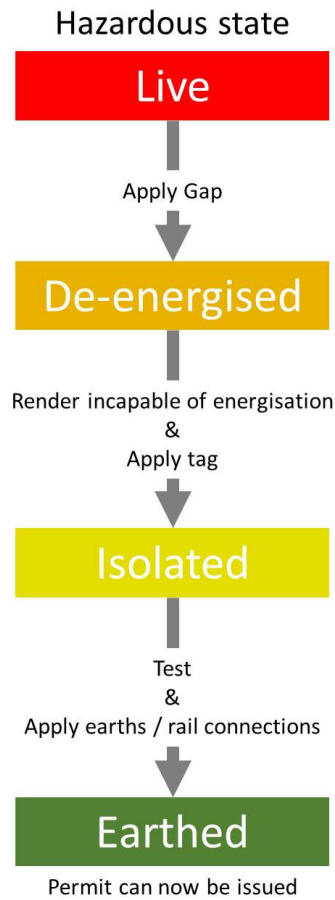 Hazardous state
Live
Apply Gap
De-energised
Render incapable of energisation
&
Apply tag
Isolated
Test
&
Apply earths / rail connections
Earthed
Permit can now be issued